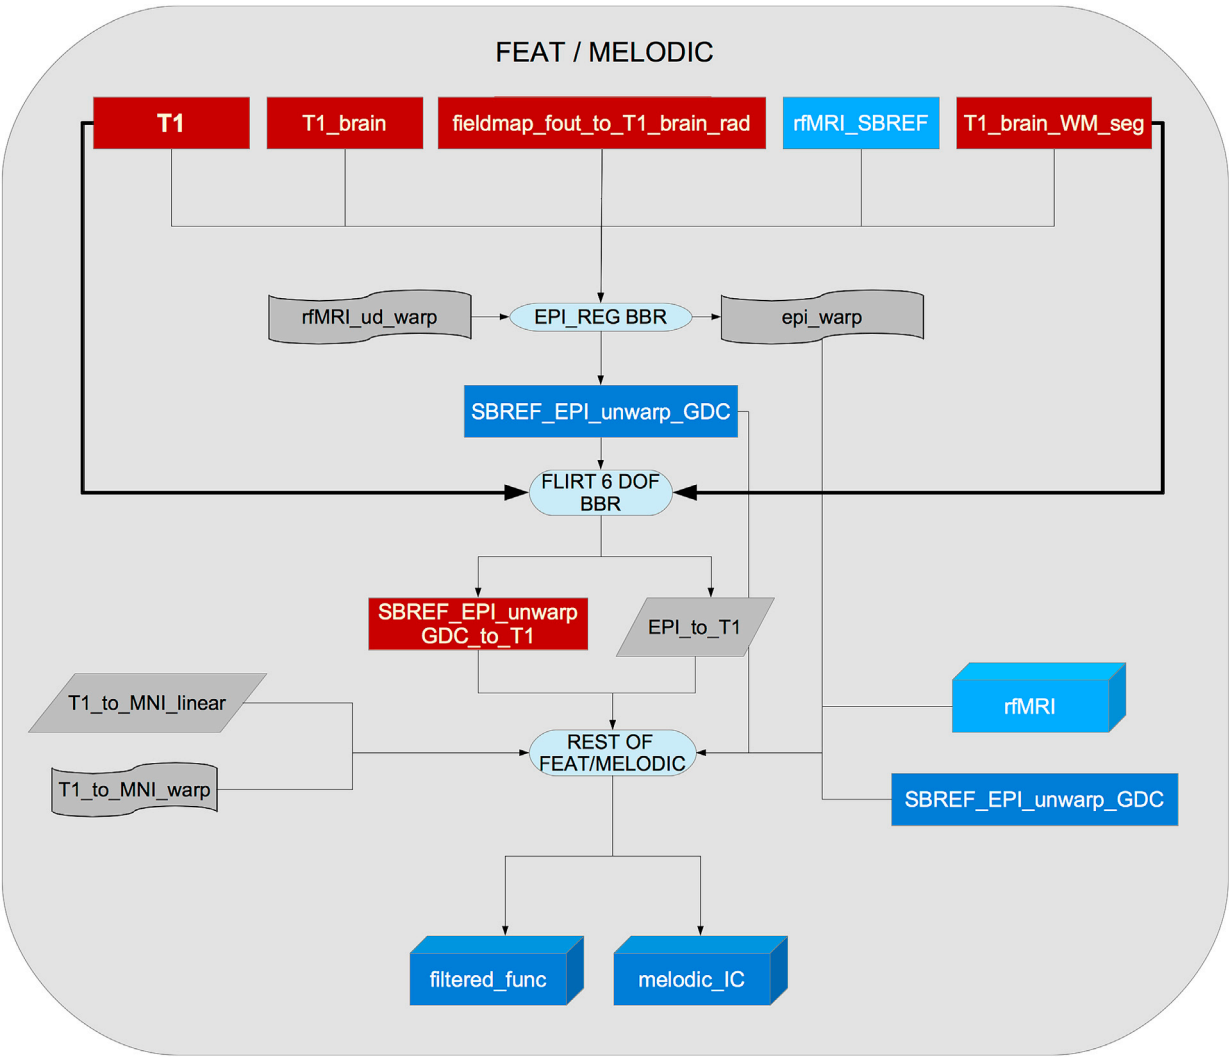 FEAT / MELODIC
T1
T1_brain
fieldmap_fout_to_T1_brain_rad
rfMRI_SBREF
T1_brain_WM_seg
rfMRI_ud_warp
EPI_REG BBR
epi_warp
SBREF_EPI_unwarp_GDC
FLIRT 6 DOF
BBR
SBREF_EPI_unwarp
GDC_to_T1
EPI_to_T1
T1_to_MNI_linear
rfMRI
REST OF
FEAT/MELODIC
T1_to_MNI_warp
SBREF_EPI_unwarp_GDC
filtered_func
melodic_IC